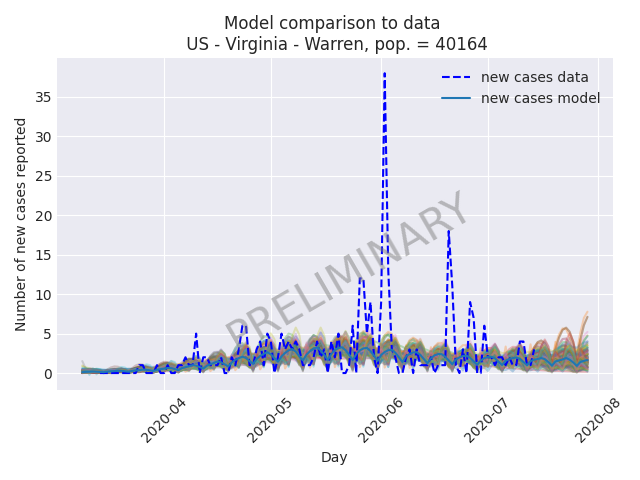 Model comparison to data
US - Virginia - Warren, pop. = 40164
new cases data
new cases model
PRELIMINARY
Number of new cases reported
35
30
25
20
15
10
5
0
2020-04
2020-05
2020-06
2020-07
2020-08
Day